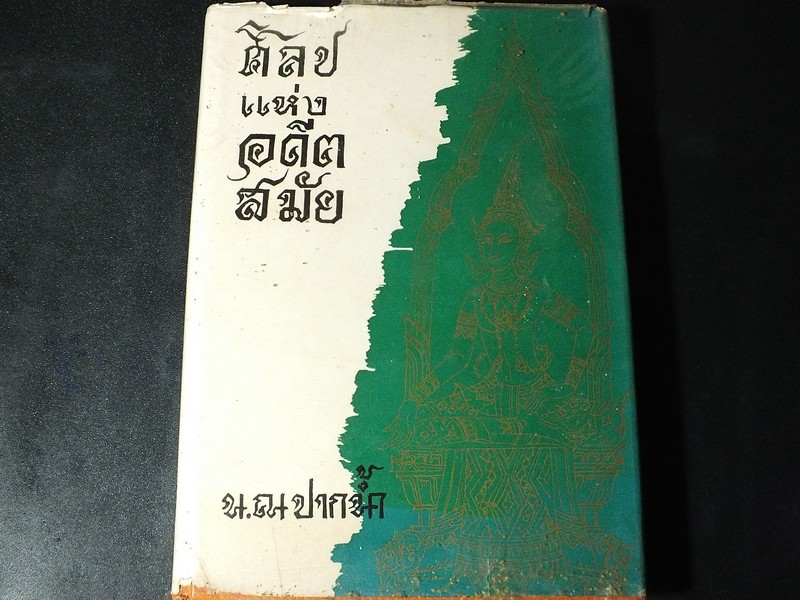 ศิลป
แห่ง
อดีต
สมัย
น.ณ ปากน้ำ